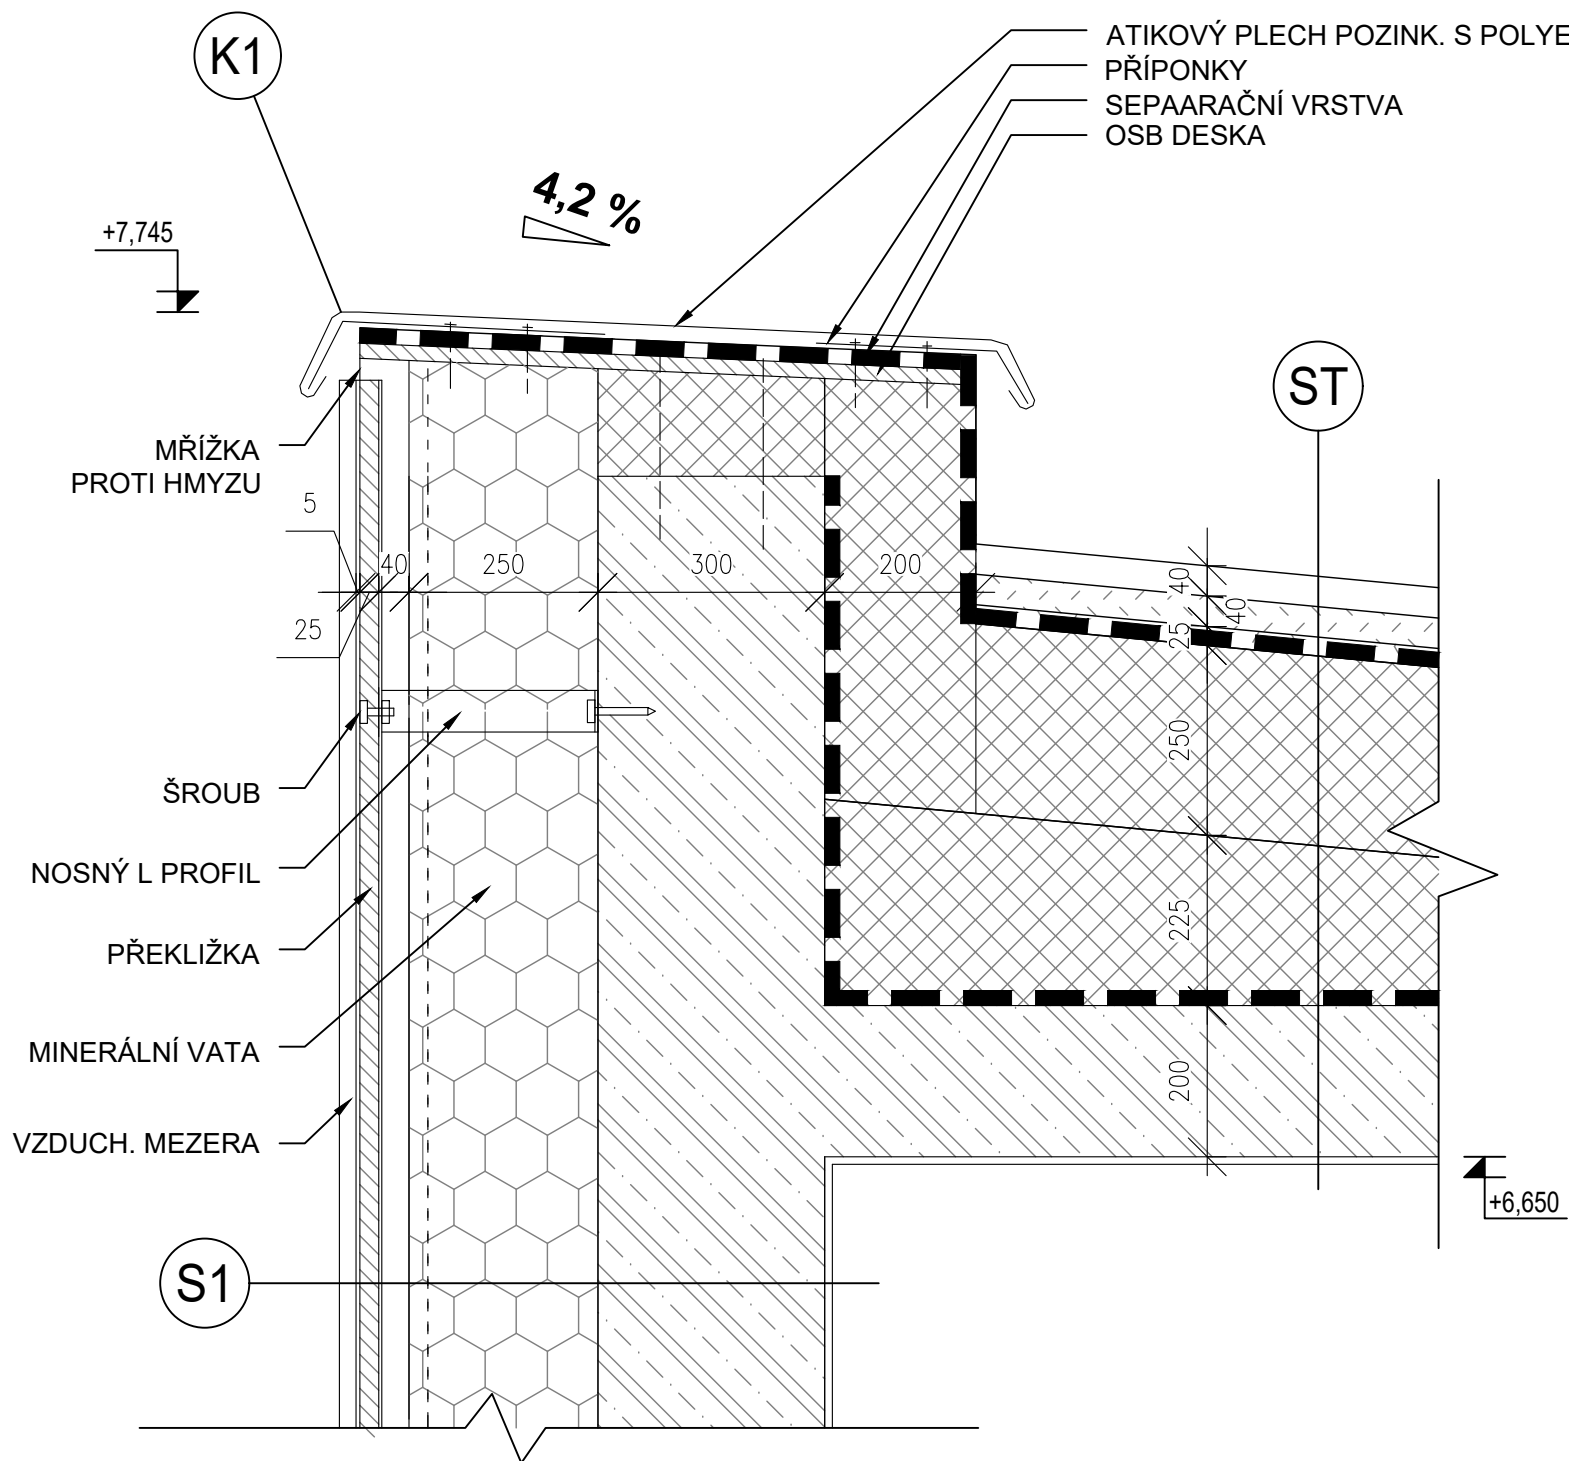 K1
ATIKOVÝ PLECH POZINK. S POLYE
PŘÍPONKY
SEPAARAČNÍ VRSTVA
OSB DESKA
4,2 %
+7,745
ST
MŘÍŽKA
PROTI HMYZU
5
40
250
300
200
25
40
40
25
250
225
200
ŠROUB
NOSNÝ L PROFIL
PŘEKLIŽKA
MINERÁLNÍ VATA
VZDUCH. MEZERA
+6,650
S1